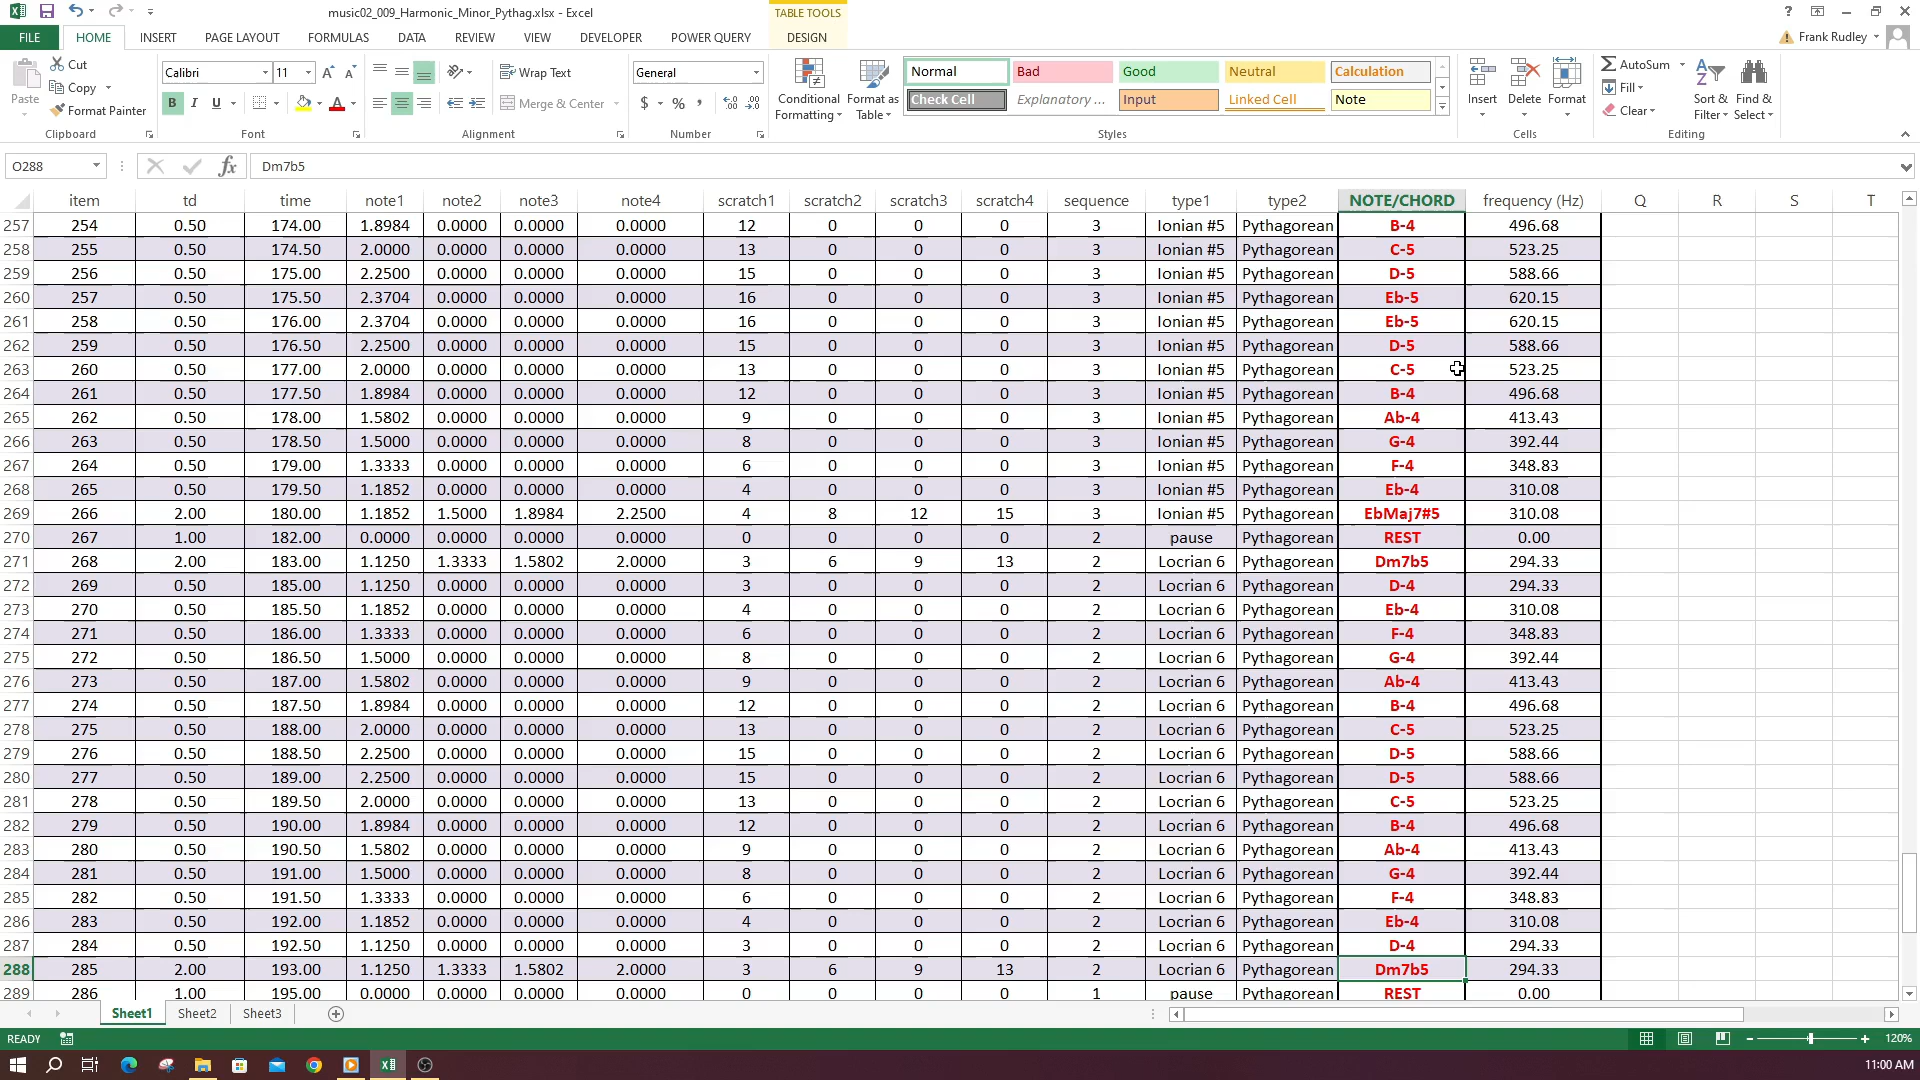 music02_009_Harmonic_Minor_Pythag.xlsx - Excel
TABLE TOOLS
FILE HOME INSERT PAGE LAYOUT FORMULAS DATA REVIEW VIEW DEVELOPER POWER QUERY DESIGN Frank Rudley
Cut
Copy
Format Painter
Paste
Calibri 11
B I U
Wrap Text
Merge & Center
General
$ % ,
Conditional Formatting
Format as Table
Normal Bad Good Neutral Calculation
Check Cell Explanatory ... Input Linked Cell Note
Insert Delete Format
AutoSum
Fill
Clear
Sort & Filter
Find & Select
Clipboard Font Alignment Number Styles Cells Editing
O288 fx Dm7b5
item td time note1 note2 note3 note4 scratch1 scratch2 scratch3 scratch4 sequence type1 type2 NOTE/CHORD frequency (Hz) Q R S T
257 254 0.50 174.00 1.8984 0.0000 0.0000 0.0000 12 0 0 0 3 Ionian #5 Pythagorean B-4 496.68
258 255 0.50 174.50 2.0000 0.0000 0.0000 0.0000 13 0 0 0 3 Ionian #5 Pythagorean C-5 523.25
259 256 0.50 175.00 2.2500 0.0000 0.0000 0.0000 15 0 0 0 3 Ionian #5 Pythagorean D-5 588.66
260 257 0.50 175.50 2.3704 0.0000 0.0000 0.0000 16 0 0 0 3 Ionian #5 Pythagorean Eb-5 620.15
261 258 0.50 176.00 2.3704 0.0000 0.0000 0.0000 16 0 0 0 3 Ionian #5 Pythagorean Eb-5 620.15
262 259 0.50 176.50 2.2500 0.0000 0.0000 0.0000 15 0 0 0 3 Ionian #5 Pythagorean D-5 588.66
263 260 0.50 177.00 2.0000 0.0000 0.0000 0.0000 13 0 0 0 3 Ionian #5 Pythagorean C-5 523.25
264 261 0.50 177.50 1.8984 0.0000 0.0000 0.0000 12 0 0 0 3 Ionian #5 Pythagorean B-4 496.68
265 262 0.50 178.00 1.5802 0.0000 0.0000 0.0000 9 0 0 0 3 Ionian #5 Pythagorean Ab-4 413.43
266 263 0.50 178.50 1.5000 0.0000 0.0000 0.0000 8 0 0 0 3 Ionian #5 Pythagorean G-4 392.44
267 264 0.50 179.00 1.3333 0.0000 0.0000 0.0000 6 0 0 0 3 Ionian #5 Pythagorean F-4 348.83
268 265 0.50 179.50 1.1852 0.0000 0.0000 0.0000 4 0 0 0 3 Ionian #5 Pythagorean Eb-4 310.08
269 266 2.00 180.00 1.1852 1.5000 1.8984 2.2500 4 8 12 15 3 Ionian #5 Pythagorean EbMaj7#5 310.08
270 267 1.00 182.00 0.0000 0.0000 0.0000 0.0000 0 0 0 0 2 pause Pythagorean REST 0.00
271 268 2.00 183.00 1.1250 1.3333 1.5802 2.0000 3 6 9 13 2 Locrian 6 Pythagorean Dm7b5 294.33
272 269 0.50 185.00 1.1250 0.0000 0.0000 0.0000 3 0 0 0 2 Locrian 6 Pythagorean D-4 294.33
273 270 0.50 185.50 1.1852 0.0000 0.0000 0.0000 4 0 0 0 2 Locrian 6 Pythagorean Eb-4 310.08
274 271 0.50 186.00 1.3333 0.0000 0.0000 0.0000 6 0 0 0 2 Locrian 6 Pythagorean F-4 348.83
275 272 0.50 186.50 1.5000 0.0000 0.0000 0.0000 8 0 0 0 2 Locrian 6 Pythagorean G-4 392.44
276 273 0.50 187.00 1.5802 0.0000 0.0000 0.0000 9 0 0 0 2 Locrian 6 Pythagorean Ab-4 413.43
277 274 0.50 187.50 1.8984 0.0000 0.0000 0.0000 12 0 0 0 2 Locrian 6 Pythagorean B-4 496.68
278 275 0.50 188.00 2.0000 0.0000 0.0000 0.0000 13 0 0 0 2 Locrian 6 Pythagorean C-5 523.25
279 276 0.50 188.50 2.2500 0.0000 0.0000 0.0000 15 0 0 0 2 Locrian 6 Pythagorean D-5 588.66
280 277 0.50 189.00 2.2500 0.0000 0.0000 0.0000 15 0 0 0 2 Locrian 6 Pythagorean D-5 588.66
281 278 0.50 189.50 2.0000 0.0000 0.0000 0.0000 13 0 0 0 2 Locrian 6 Pythagorean C-5 523.25
282 279 0.50 190.00 1.8984 0.0000 0.0000 0.0000 12 0 0 0 2 Locrian 6 Pythagorean B-4 496.68
283 280 0.50 190.50 1.5802 0.0000 0.0000 0.0000 9 0 0 0 2 Locrian 6 Pythagorean Ab-4 413.43
284 281 0.50 191.00 1.5000 0.0000 0.0000 0.0000 8 0 0 0 2 Locrian 6 Pythagorean G-4 392.44
285 282 0.50 191.50 1.3333 0.0000 0.0000 0.0000 6 0 0 0 2 Locrian 6 Pythagorean F-4 348.83
286 283 0.50 192.00 1.1852 0.0000 0.0000 0.0000 4 0 0 0 2 Locrian 6 Pythagorean Eb-4 310.08
287 284 0.50 192.50 1.1250 0.0000 0.0000 0.0000 3 0 0 0 2 Locrian 6 Pythagorean D-4 294.33
288 285 2.00 193.00 1.1250 1.3333 1.5802 2.0000 3 6 9 13 2 Locrian 6 Pythagorean Dm7b5 294.33
289 286 1.00 195.00 0.0000 0.0000 0.0000 0.0000 0 0 0 0 1 pause Pythagorean REST 0.00
Sheet1 Sheet2 Sheet3
READY 120%
11:00 AM